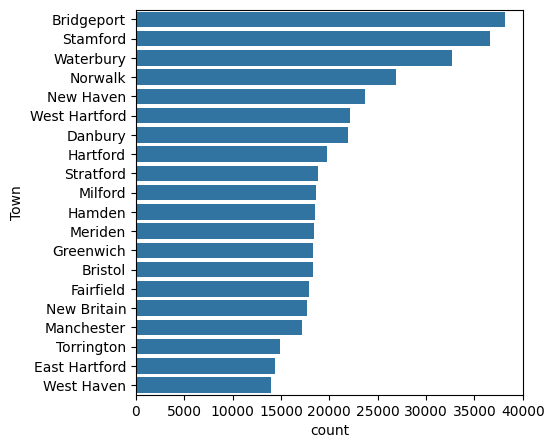 Bridgeport
Stamford
Waterbury
Norwalk
New Haven
West Hartford
Danbury
Hartford
Stratford
Milford
Hamden
Meriden
Greenwich
Bristol
Fairfield
New Britain
Manchester
Torrington
East Hartford
West Haven
Town
0 5000 10000 15000 20000 25000 30000 35000 40000
count